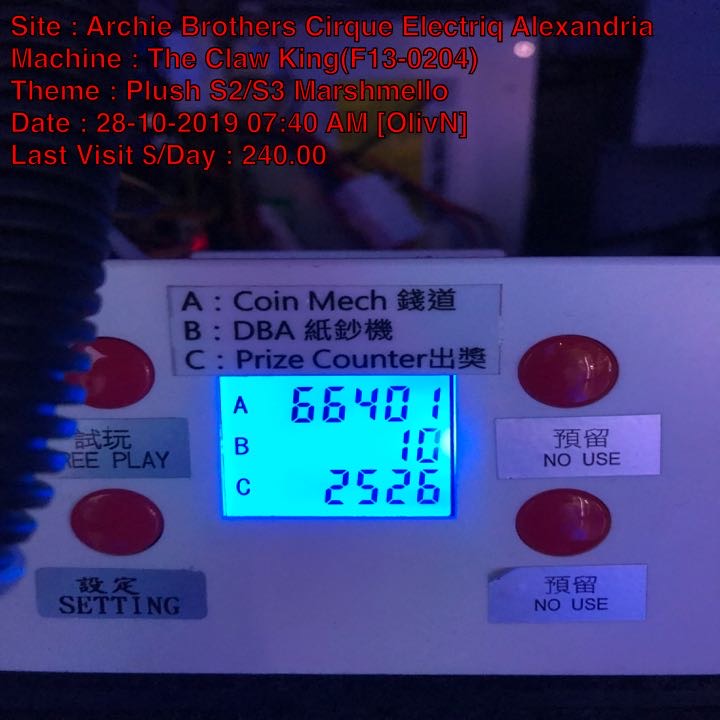 Site : Archie Brothers Cirque Electriq Alexandria
Machine : The Claw King(F13-0204)
Theme : Plush S2/S3 Marshmello
Date : 28-10-2019 07:40 AM [OlivN]
Last Visit $/Day : 240.00
A : Coin Mech 錢道
B : DBA 紙鈔機
C : Prize Counter出獎
A 66401
B 10
C 2526
試玩
REE PLAY
預留
NO USE
設定
SETTING
預留
NO USE